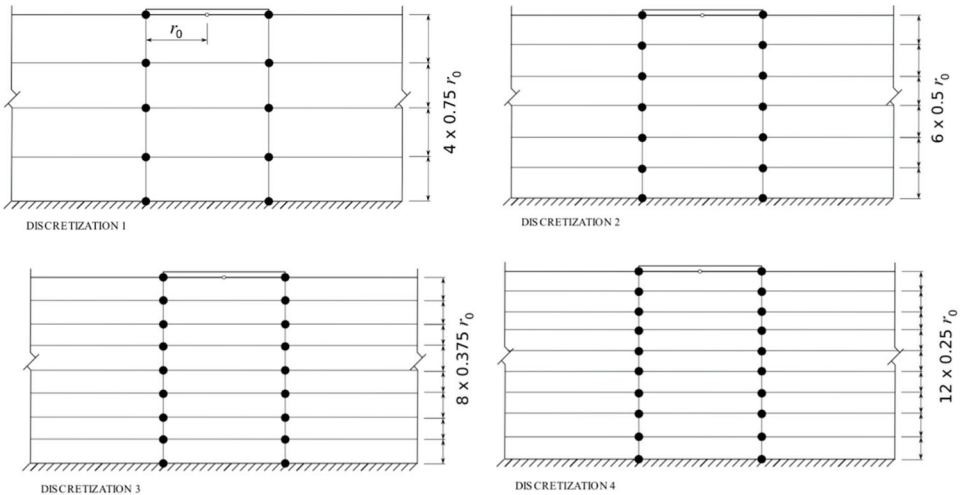 r0
4 x 0.75 r0
DISCRETIZATION 1
6 x 0.5 r0
DISCRETIZATION 2
8 x 0.375 r0
DISCRETIZATION 3
12 x 0.25 r0
DISCRETIZATION 4